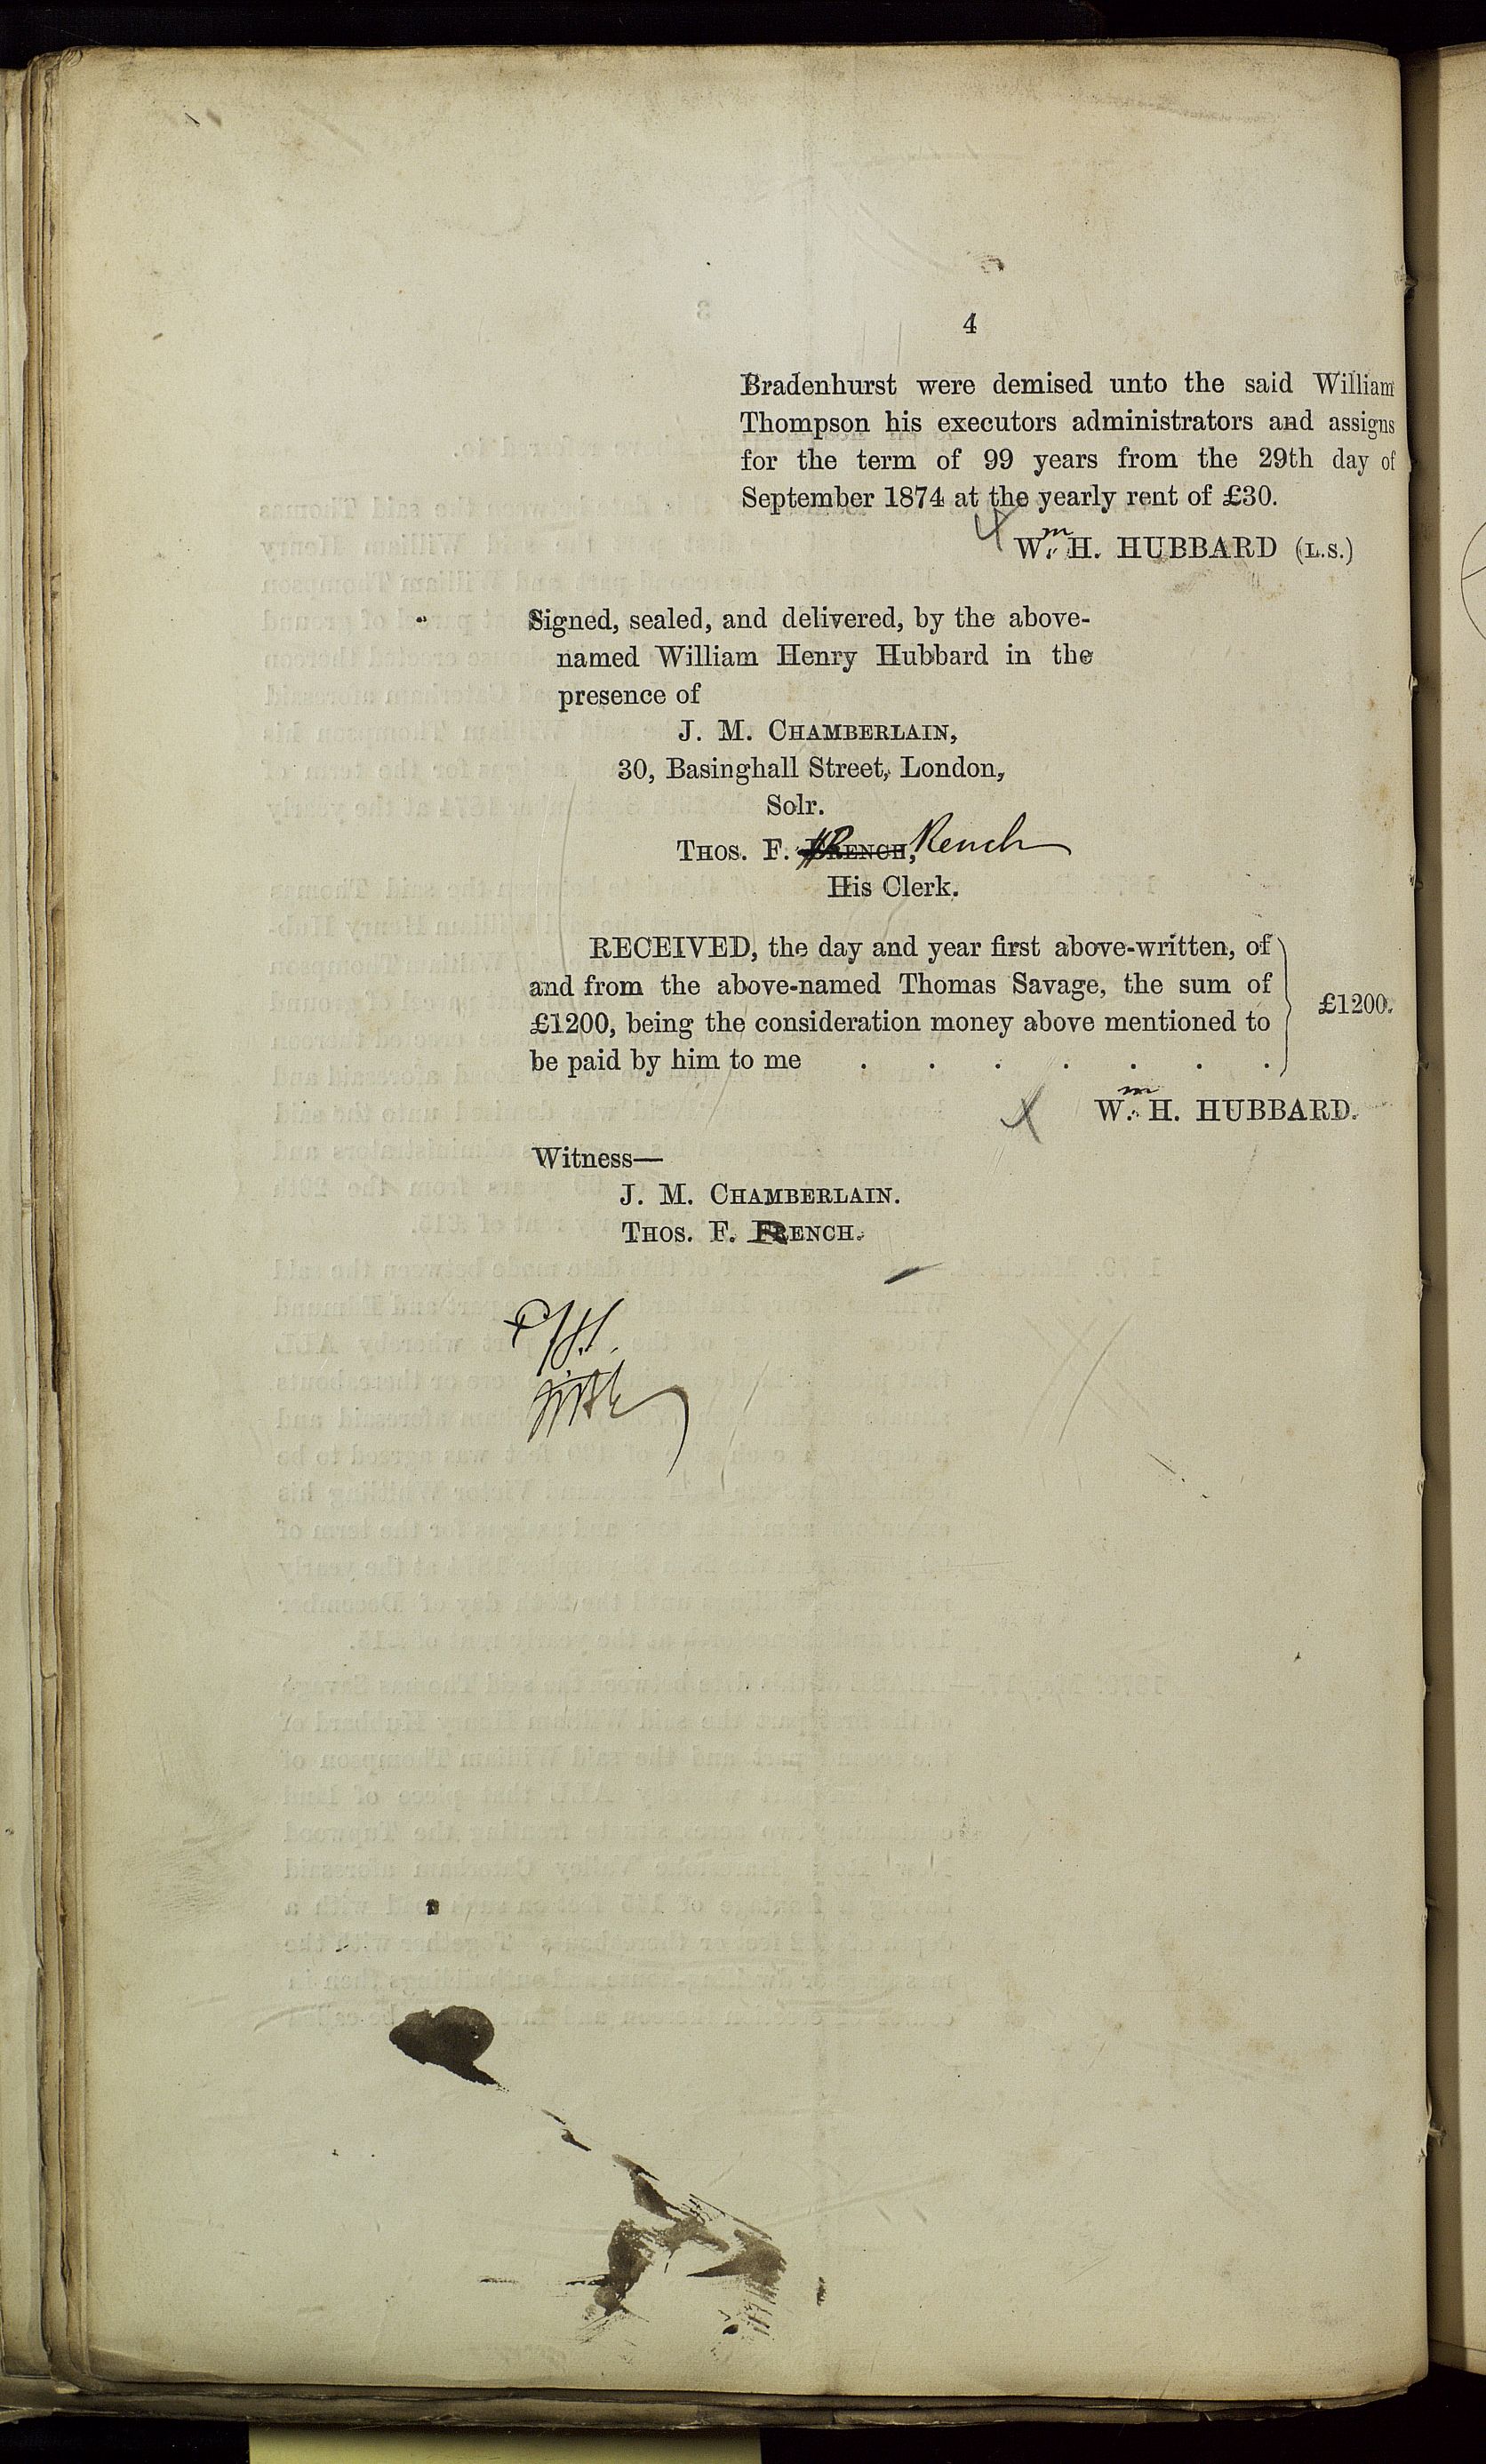 4
Bradenhurst were demised unto the said William
Thompson his executors administrators and assigns
for the term of 99 years from the 29th day of
September 1874 at the yearly rent of £30.
Wm. H. HUBBARD (L.S.)
Signed, sealed, and delivered, by the above-
named William Henry Hubbard in the
presence of
J. M. CHAMBERLAIN,
30, Basinghall Street, London,
Solr.
THOS. F. FRENCH, Rench
His Clerk.
RECEIVED, the day and year first above-written, of
and from the above-named Thomas Savage, the sum of
£1200, being the consideration money above mentioned to
be paid by him to me . . . . . . .
£1200.
Wm. H. HUBBARD.
Witness—
J. M. CHAMBERLAIN.
THOS. F. RENCH.